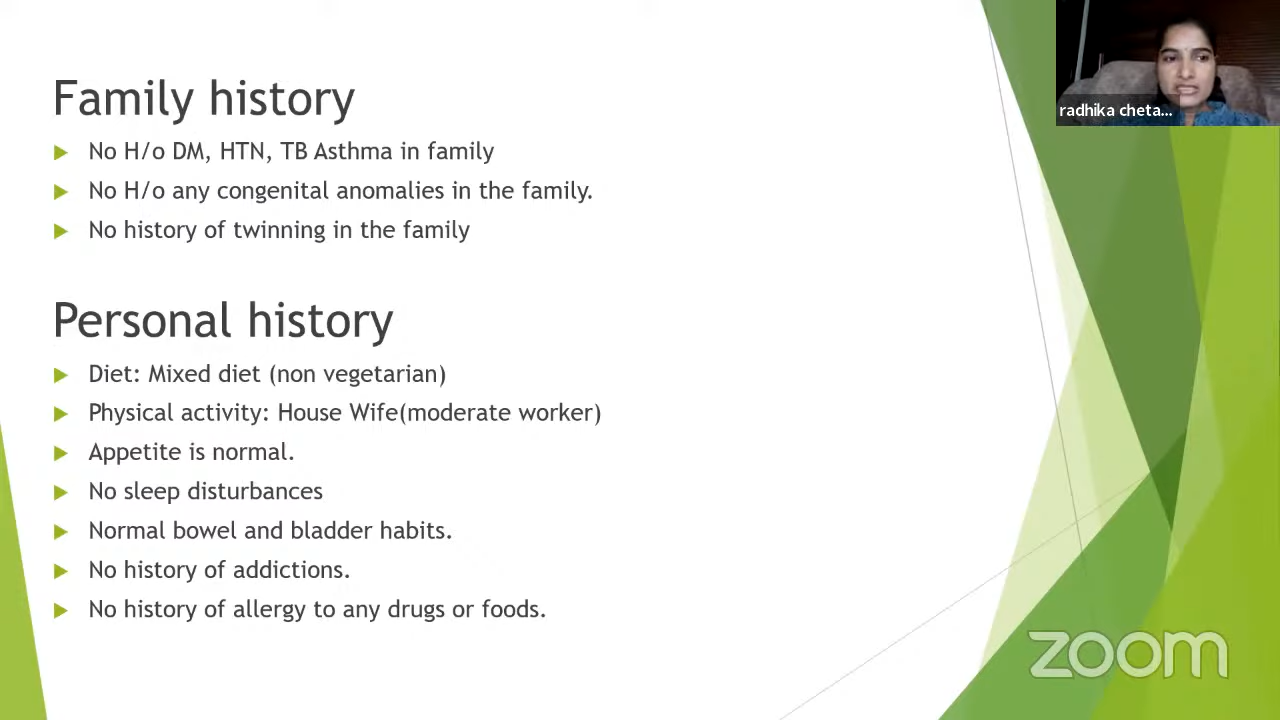 Family history
No H/o DM, HTN, TB Asthma in family
No H/o any congenital anomalies in the family.
No history of twinning in the family
Personal history
Diet: Mixed diet (non vegetarian)
Physical activity: House Wife(moderate worker)
Appetite is normal.
No sleep disturbances
Normal bowel and bladder habits.
No history of addictions.
No history of allergy to any drugs or foods.
radhika cheta...
zoom